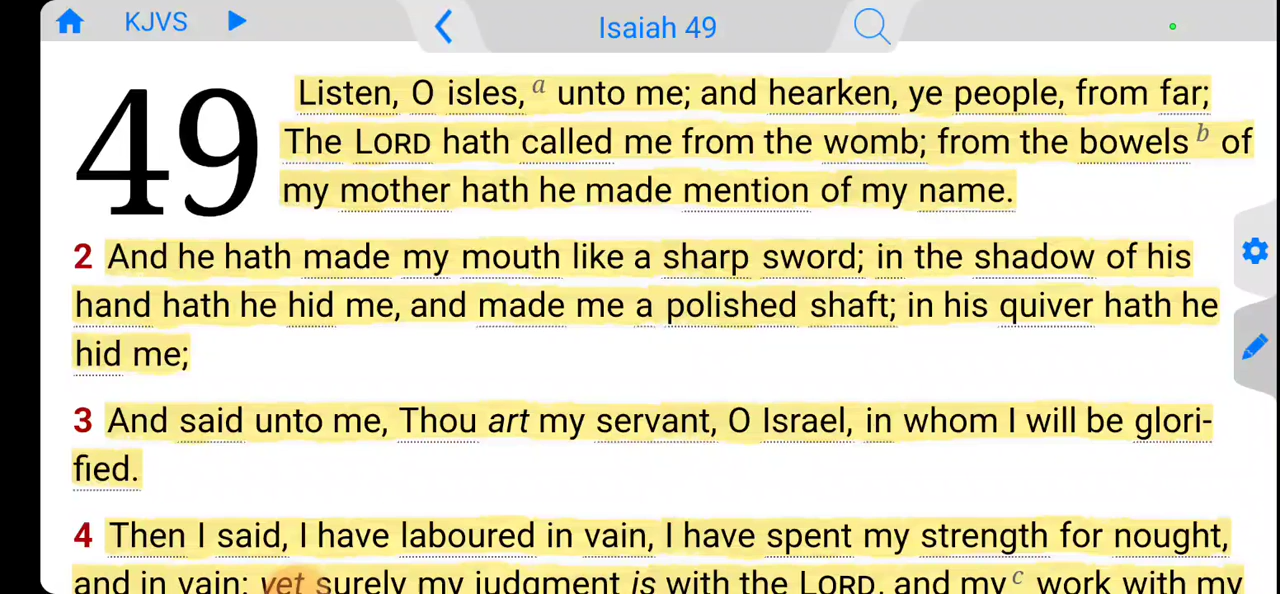 KJVS Isaiah 49
49 Listen, O isles, a unto me; and hearken, ye people, from far;
The LORD hath called me from the womb; from the bowels b of
my mother hath he made mention of my name.
2 And he hath made my mouth like a sharp sword; in the shadow of his
hand hath he hid me, and made me a polished shaft; in his quiver hath he
hid me;
3 And said unto me, Thou art my servant, O Israel, in whom I will be glori-
fied.
4 Then I said, I have laboured in vain, I have spent my strength for nought,
and in vain: yet surely my judgment is with the LORD, and my c work with my